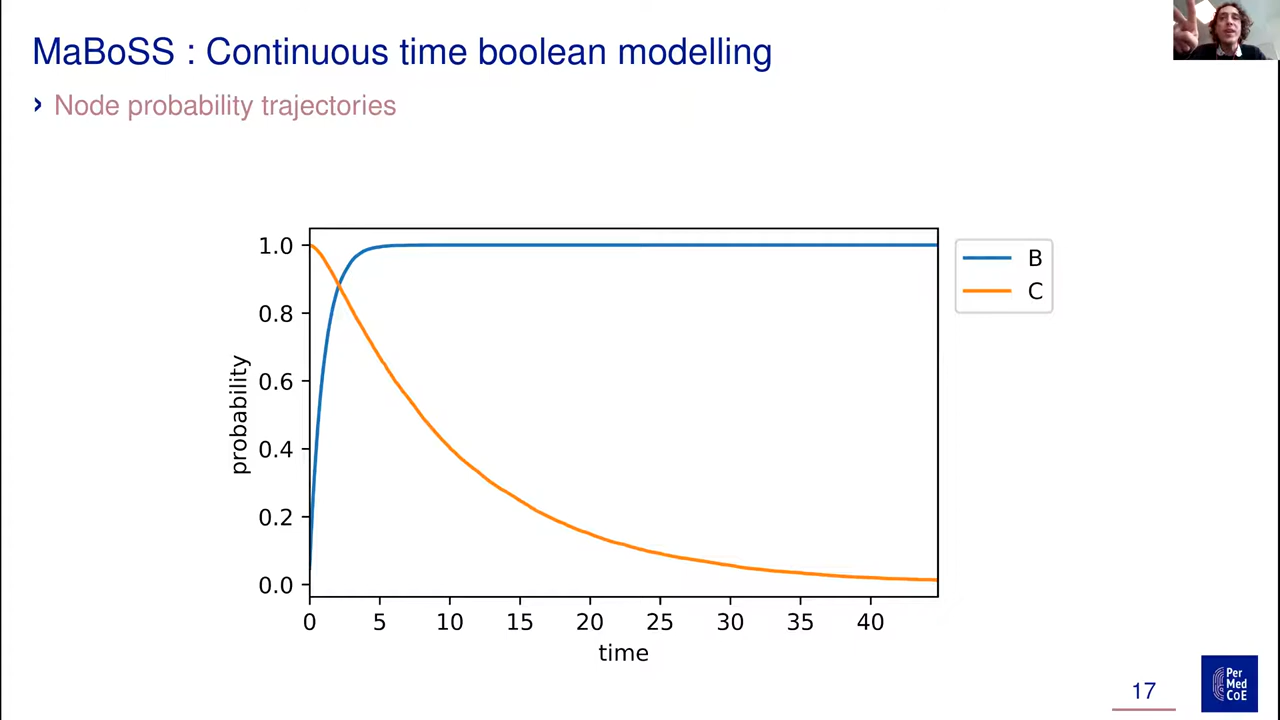 MaBoSS : Continuous time boolean modelling
› Node probability trajectories
1.0
0.8
0.6
0.4
0.2
0.0
probability
0 5 10 15 20 25 30 35 40
time
B
C
17
Per
Med
CoE